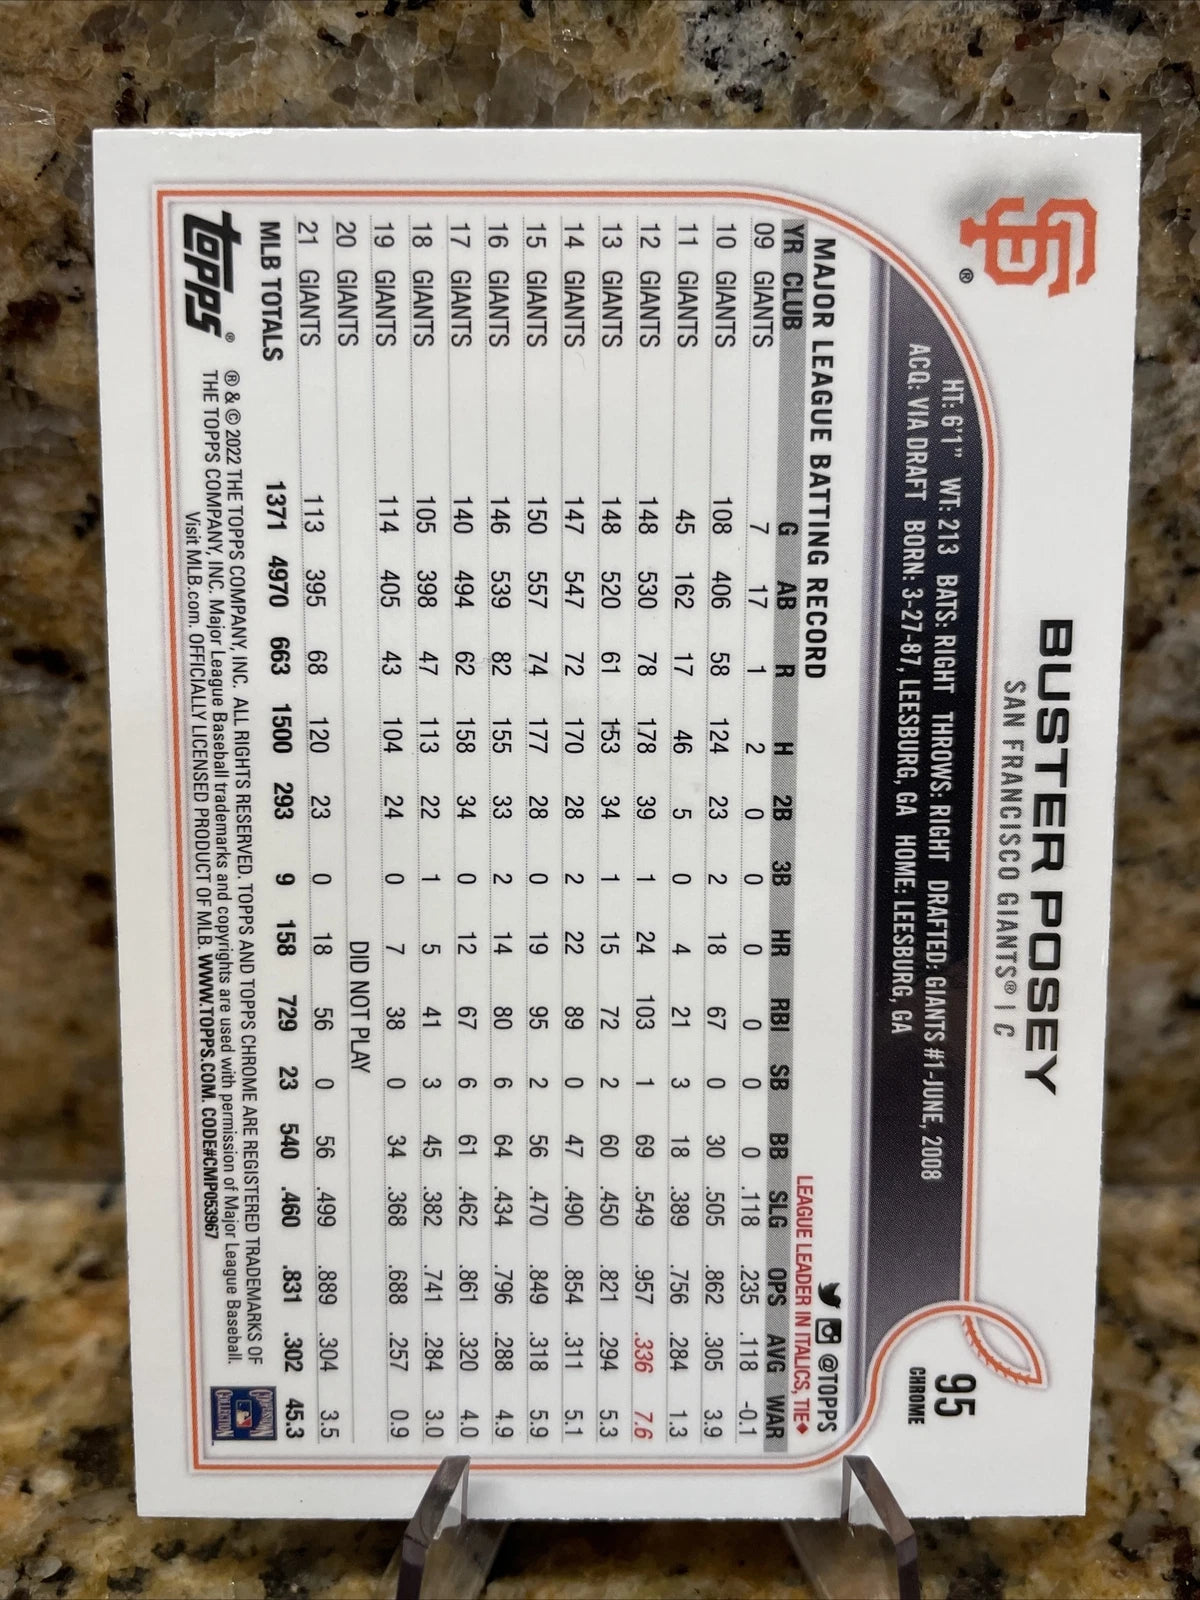 SF®
BUSTER POSEY
SAN FRANCISCO GIANTS® | C
95
CHROME
HT: 6'1" WT: 213 BATS: RIGHT THROWS: RIGHT DRAFTED: GIANTS #1-JUNE, 2008
ACQ: VIA DRAFT BORN: 3-27-87, LEESBURG, GA HOME: LEESBURG, GA
@TOPPS
MAJOR LEAGUE BATTING RECORD LEAGUE LEADER IN ITALICS, TIE♦
YR CLUB G AB R H 2B 3B HR RBI SB BB SLG OPS AVG WAR
09 GIANTS 7 17 1 2 0 0 0 0 0 0 .118 .235 .118 -0.1
10 GIANTS 108 406 58 124 23 2 18 67 0 30 .505 .862 .305 3.9
11 GIANTS 45 162 17 46 5 0 4 21 3 18 .389 .756 .284 1.3
12 GIANTS 148 530 78 178 39 1 24 103 1 69 .549 .957 .336 7.6
13 GIANTS 148 520 61 153 34 1 15 72 2 60 .450 .821 .294 5.3
14 GIANTS 147 547 72 170 28 2 22 89 0 47 .490 .854 .311 5.1
15 GIANTS 150 557 74 177 28 0 19 95 2 56 .470 .849 .318 5.9
16 GIANTS 146 539 82 155 33 2 14 80 6 64 .434 .796 .288 4.9
17 GIANTS 140 494 62 158 34 0 12 67 6 61 .462 .861 .320 4.0
18 GIANTS 105 398 47 113 22 1 5 41 3 45 .382 .741 .284 3.0
19 GIANTS 114 405 43 104 24 0 7 38 0 34 .368 .688 .257 0.9
20 GIANTS DID NOT PLAY
21 GIANTS 113 395 68 120 23 0 18 56 0 56 .499 .889 .304 3.5
MLB TOTALS 1371 4970 663 1500 293 9 158 729 23 540 .460 .831 .302 45.3
topps®
® & © 2022 THE TOPPS COMPANY, INC. ALL RIGHTS RESERVED. TOPPS AND TOPPS CHROME ARE REGISTERED TRADEMARKS OF
THE TOPPS COMPANY, INC. Major League Baseball trademarks and copyrights are used with permission of Major League Baseball.
Visit MLB.com. OFFICIALLY LICENSED PRODUCT OF MLB. WWW.TOPPS.COM. CODE#CMP053967
COOPERSTOWN
COLLECTION